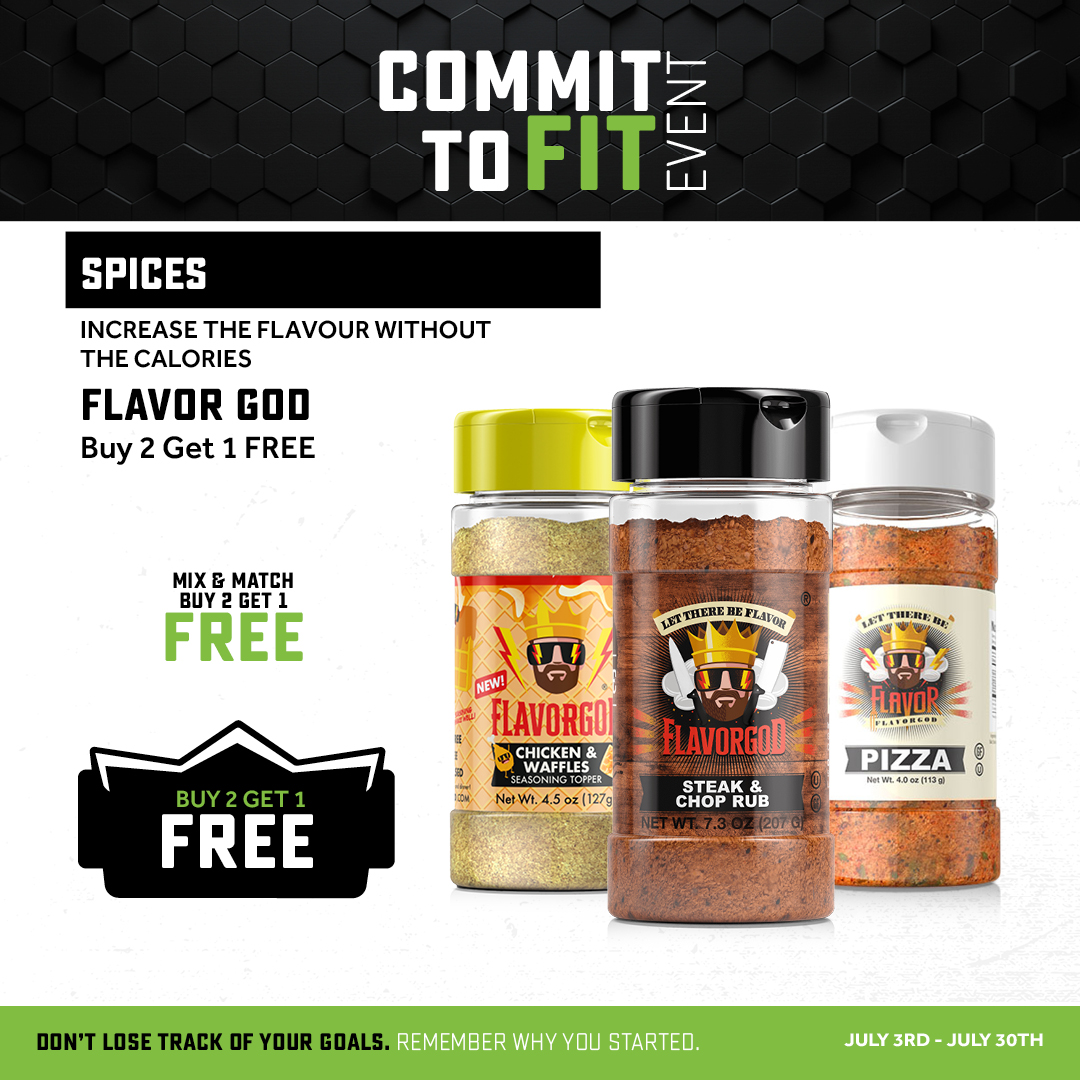 COMMIT
TO FIT
EVENT
SPICES
INCREASE THE FLAVOUR WITHOUT
THE CALORIES
FLAVOR GOD
Buy 2 Get 1 FREE
MIX & MATCH
BUY 2 GET 1
FREE
BUY 2 GET 1
FREE
NEW!
FLAVORGOD
CHICKEN &
WAFFLES
SEASONING TOPPER
Net Wt. 4.5 oz (127g
LET THERE BE FLAVOR
®
FLAVORGOD
STEAK &
CHOP RUB
NET WT. 7.3 OZ (207 G)
LET THERE BE
FLAVOR
FLAVORGOD
PIZZA
Net Wt. 4.0 oz (113 g)
DON'T LOSE TRACK OF YOUR GOALS. REMEMBER WHY YOU STARTED.
JULY 3RD - JULY 30TH